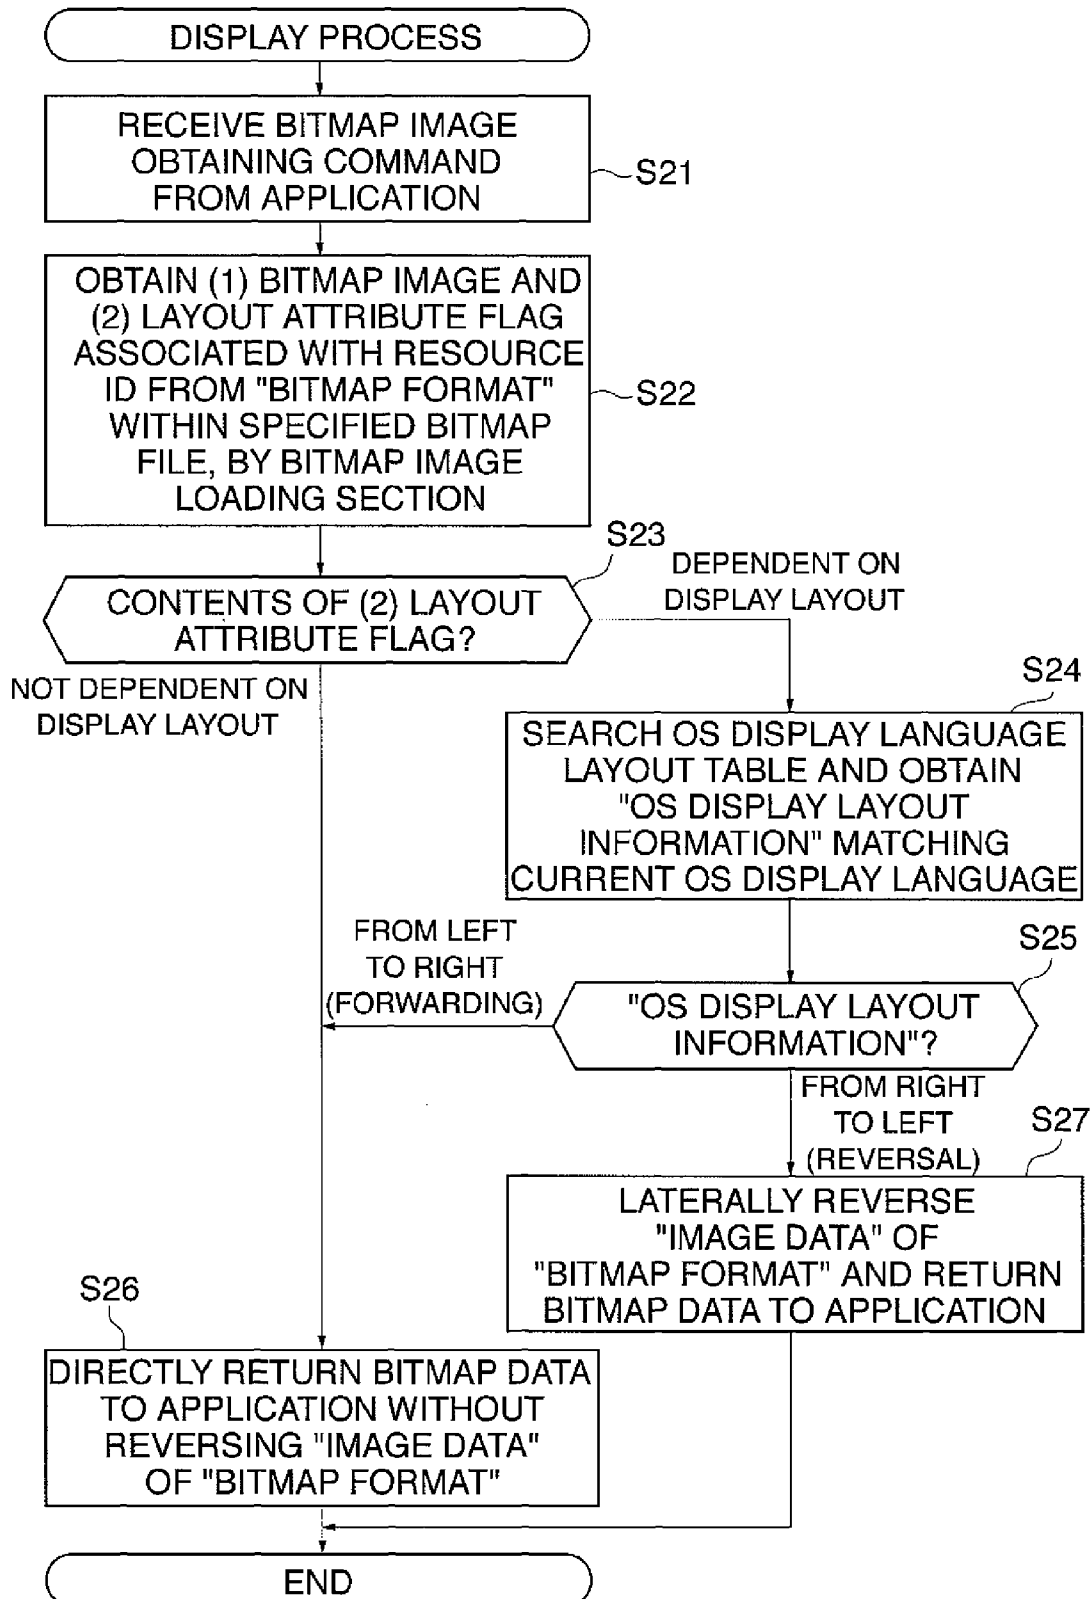 DISPLAY PROCESS
RECEIVE BITMAP IMAGE
OBTAINING COMMAND
FROM APPLICATION
S21
OBTAIN (1) BITMAP IMAGE AND
(2) LAYOUT ATTRIBUTE FLAG
ASSOCIATED WITH RESOURCE
ID FROM "BITMAP FORMAT"
WITHIN SPECIFIED BITMAP
FILE, BY BITMAP IMAGE
LOADING SECTION
S22
S23
CONTENTS OF (2) LAYOUT
ATTRIBUTE FLAG?
DEPENDENT ON
DISPLAY LAYOUT
NOT DEPENDENT ON
DISPLAY LAYOUT
S24
SEARCH OS DISPLAY LANGUAGE
LAYOUT TABLE AND OBTAIN
"OS DISPLAY LAYOUT
INFORMATION" MATCHING
CURRENT OS DISPLAY LANGUAGE
FROM LEFT
TO RIGHT
(FORWARDING)
S25
"OS DISPLAY LAYOUT
INFORMATION"?
FROM RIGHT
TO LEFT
(REVERSAL)
S27
LATERALLY REVERSE
"IMAGE DATA" OF
"BITMAP FORMAT" AND RETURN
BITMAP DATA TO APPLICATION
S26
DIRECTLY RETURN BITMAP DATA
TO APPLICATION WITHOUT
REVERSING "IMAGE DATA"
OF "BITMAP FORMAT"
END